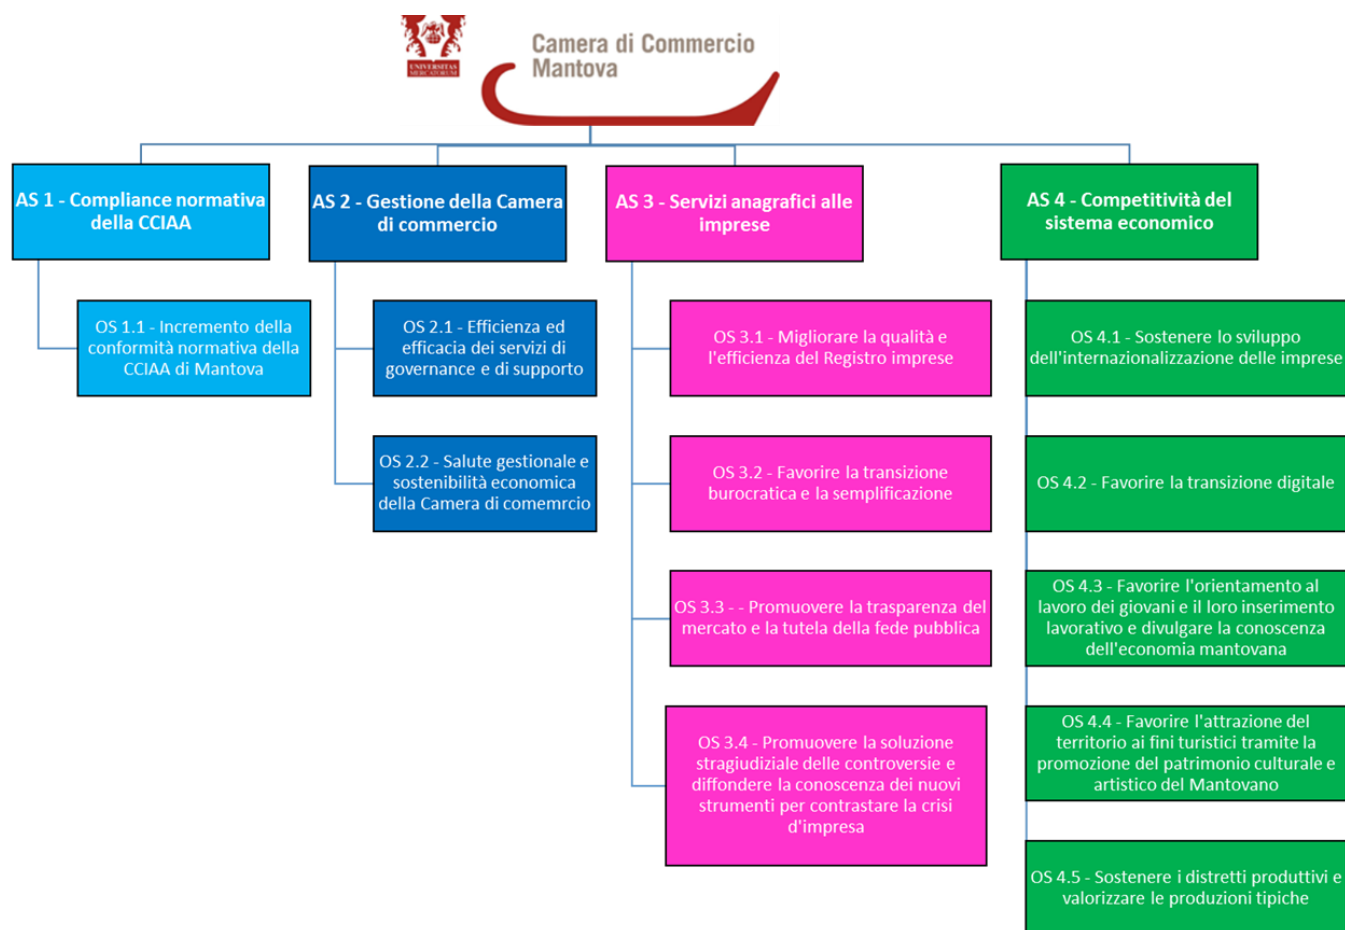 UNIVERSITAS
MERCATORUM
Camera di Commercio
Mantova
AS 1 - Compliance normativa
della CCIAA
AS 2 - Gestione della Camera
di commercio
AS 3 - Servizi anagrafici alle
imprese
AS 4 - Competitività del
sistema economico
OS 1.1 - Incremento della
conformità normativa della
CCIAA di Mantova
OS 2.1 - Efficienza ed
efficacia dei servizi di
governance e di supporto
OS 2.2 - Salute gestionale e
sostenibilità economica
della Camera di comemrcio
OS 3.1 - Migliorare la qualità e
l'efficienza del Registro imprese
OS 3.2 - Favorire la transizione
burocratica e la semplificazione
OS 3.3 - - Promuovere la trasparenza del
mercato e la tutela della fede pubblica
OS 3.4 - Promuovere la soluzione
stragiudiziale delle controversie e
diffondere la conoscenza dei nuovi
strumenti per contrastare la crisi
d'impresa
OS 4.1 - Sostenere lo sviluppo
dell'internazionalizzazione delle imprese
OS 4.2 - Favorire la transizione digitale
OS 4.3 - Favorire l'orientamento al
lavoro dei giovani e il loro inserimento
lavorativo e divulgare la conoscenza
dell'economia mantovana
OS 4.4 - Favorire l'attrazione del
territorio ai fini turistici tramite la
promozione del patrimonio culturale e
artistico del Mantovano
OS 4.5 - Sostenere i distretti produttivi e
valorizzare le produzioni tipiche